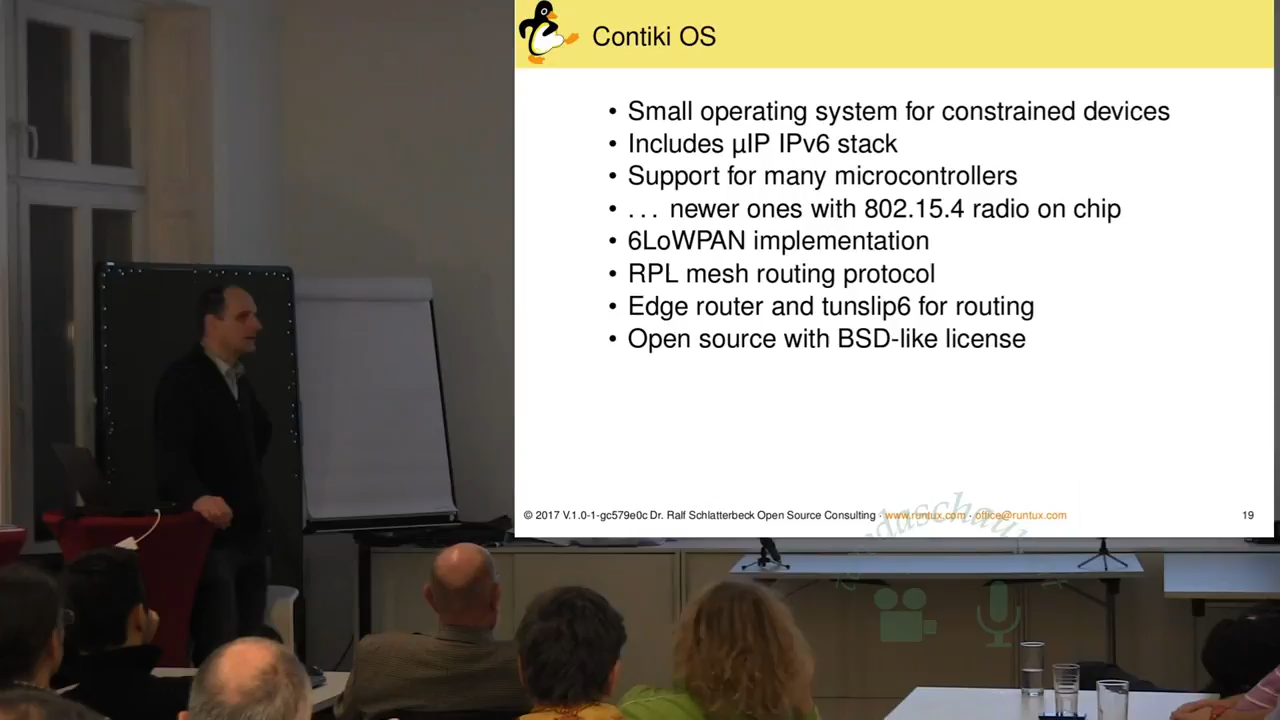 Contiki OS
• Small operating system for constrained devices
• Includes µIP IPv6 stack
• Support for many microcontrollers
• . . . newer ones with 802.15.4 radio on chip
• 6LoWPAN implementation
• RPL mesh routing protocol
• Edge router and tunslip6 for routing
• Open source with BSD-like license
© 2017 V.1.0-1-gc579e0c Dr. Ralf Schlatterbeck Open Source Consulting · www.runtux.com · office@runtux.com
19